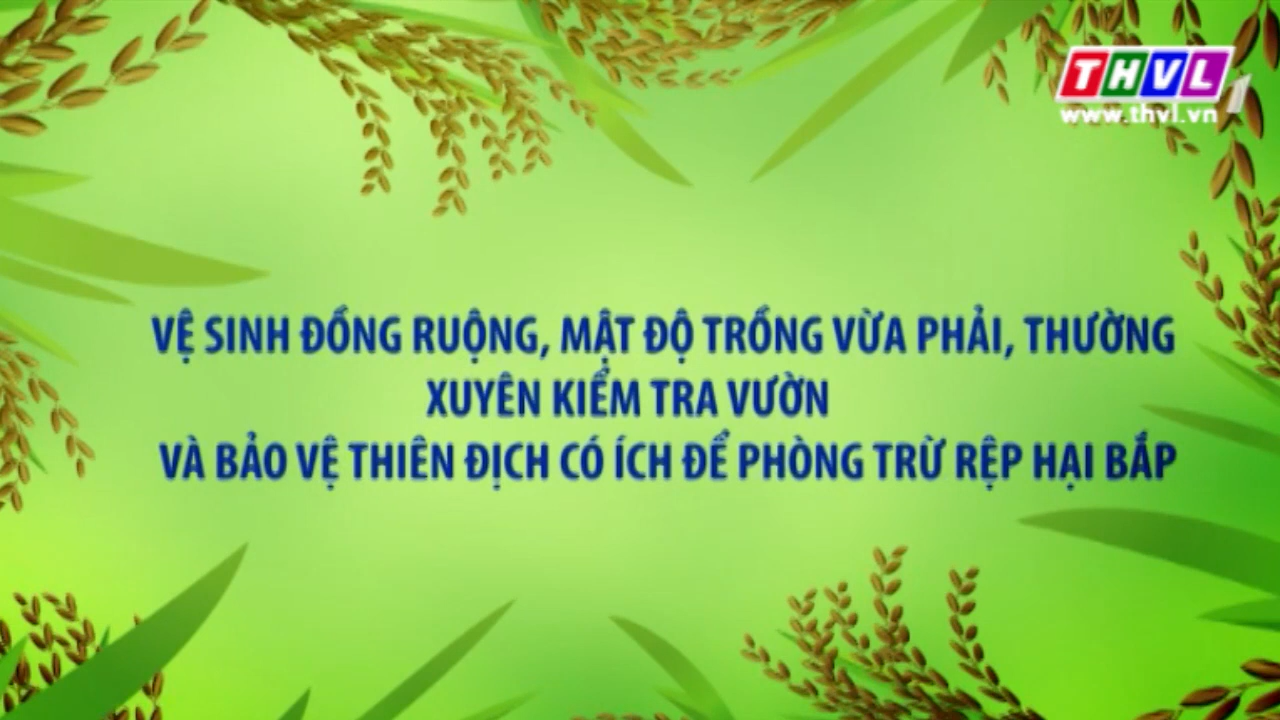 THVL 1
www.thvl.vn
VỆ SINH ĐỒNG RUỘNG, MẬT ĐỘ TRỒNG VỪA PHẢI, THƯỜNG
XUYÊN KIỂM TRA VƯỜN
VÀ BẢO VỆ THIÊN ĐỊCH CÓ ÍCH ĐỂ PHÒNG TRỪ RỆP HẠI BẮP